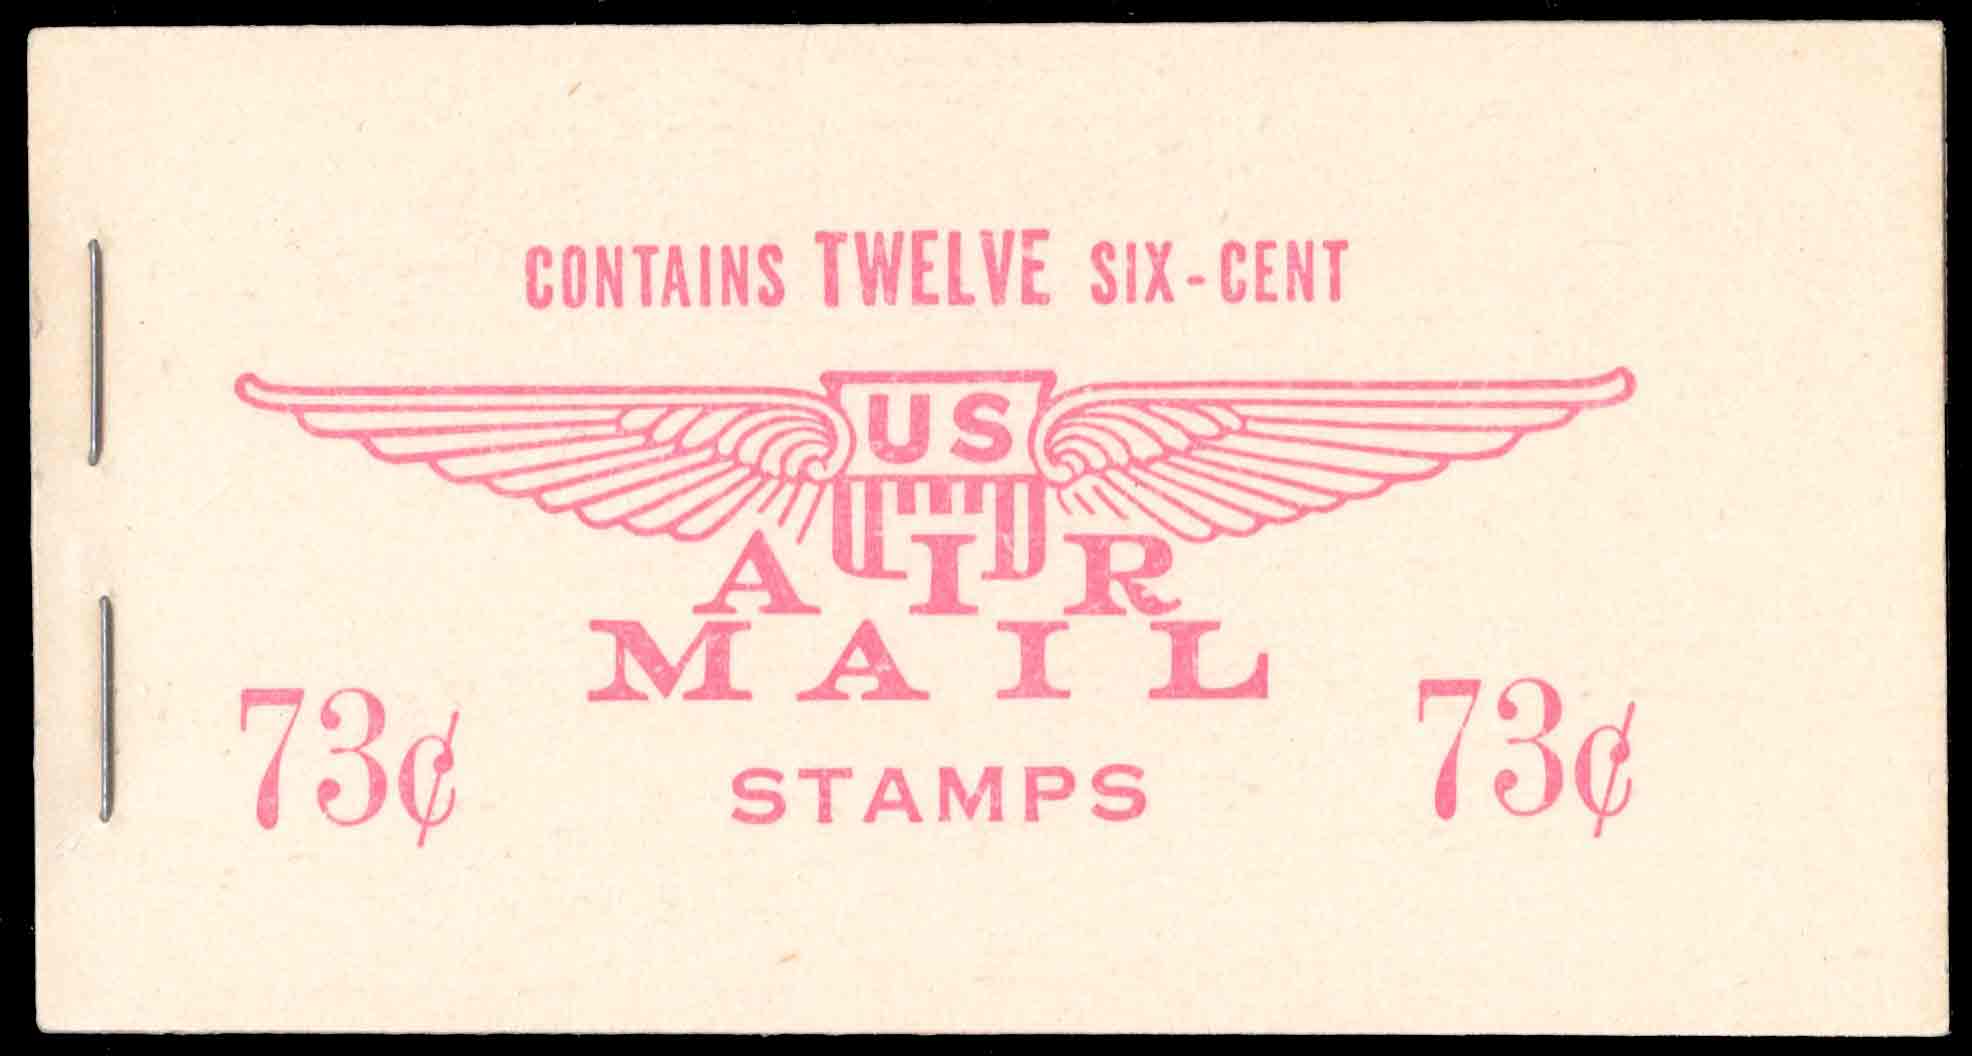 CONTAINS TWELVE SIX-CENT
US
AIR
MAIL
73¢ 73¢
STAMPS